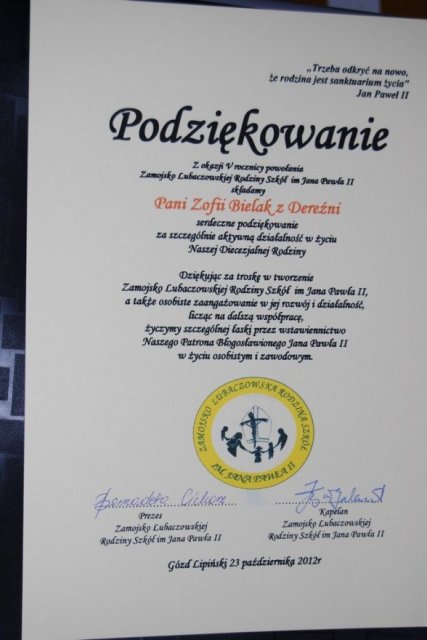 „Trzeba odkryć na nowo,
że rodzina jest sanktuarium życia”
Jan Paweł II
Podziękowanie
Z okazji V rocznicy powołania
Zamojsko Lubaczowskiej Rodziny Szkół im Jana Pawła II
składamy
Pani Zofii Bielak z Dereźni
serdeczne podziękowanie
za szczególnie aktywną działalność w życiu
Naszej Diecezjalnej Rodziny
Dziękując za troskę w tworzenie
Zamojsko Lubaczowskiej Rodziny Szkół im Jana Pawła II,
a także osobiste zaangażowanie w jej rozwój i działalność,
licząc na dalszą współpracę,
życzymy szczególnej łaski przez wstawiennictwo
Naszego Patrona Błogosławionego Jana Pawła II
w życiu osobistym i zawodowym.
ZAMOJSKO LUBACZOWSKA RODZINA SZKÓŁ
IM. JANA PAWŁA II
Bernadeta
Prezes
Zamojsko Lubaczowskiej
Rodziny Szkół im Jana Pawła II
Kapelan
Zamojsko Lubaczowskiej
Rodziny Szkół im Jana Pawła II
Gózd Lipiński 23 października 2012r